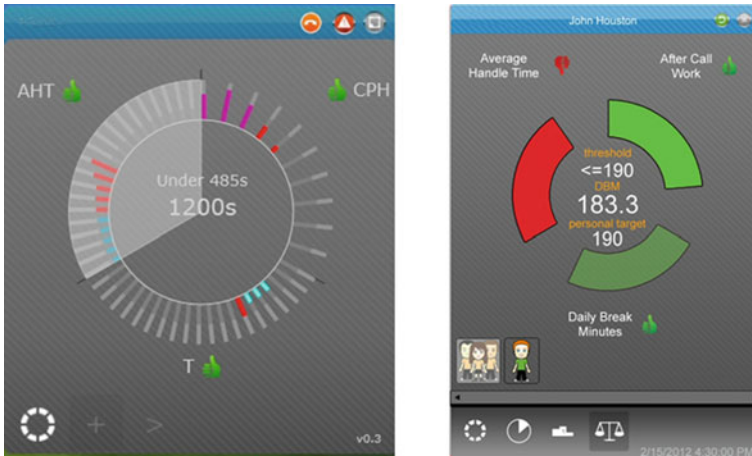 AHT
CPH
Under 485s
1200s
T
v0.3
John Houston
Average
Handle Time
After Call
Work
threshold
<=190
DBM
183.3
personal target
190
Daily Break
Minutes
2/15/2012 4:30:00 PM